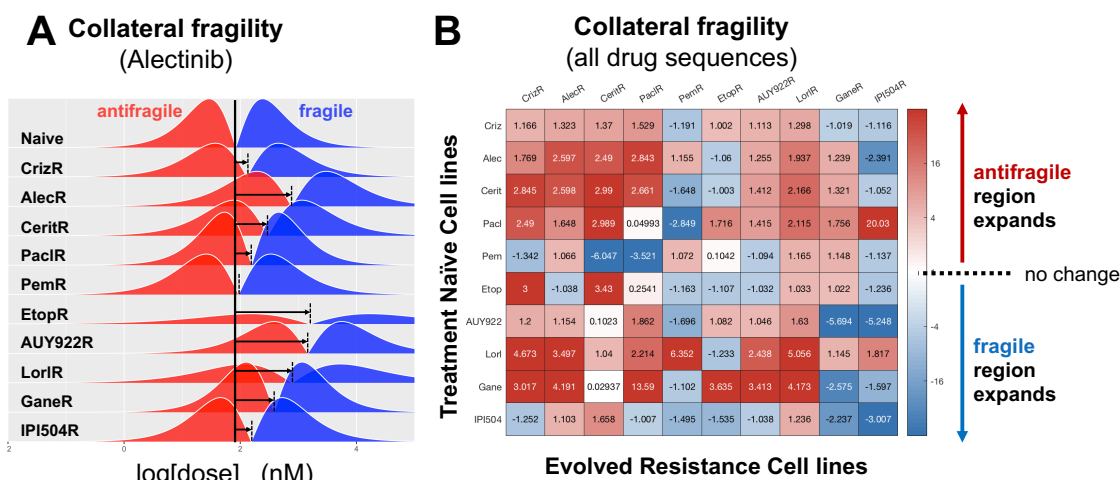 A Collateral fragility
(Alectinib)
antifragile fragile
Naive
CrizR
AlecR
CeritR
PaclR
PemR
EtopR
AUY922R
LorlR
GaneR
IPI504R
2 0 2 4
log[dose] (nM)
B Collateral fragility
(all drug sequences)
CrizR AlecR CeritR PaclR PemR EtopR AUY922R LorlR GaneR IPI504R
Criz 1.166 1.323 1.37 1.529 -1.191 1.002 1.113 1.298 -1.019 -1.116
Alec 1.769 2.597 2.49 2.843 1.155 -1.06 1.255 1.937 1.239 -2.391
Cerit 2.845 2.598 2.99 2.661 -1.648 -1.003 1.412 2.166 1.321 -1.052
Pacl 2.49 1.648 2.989 0.04993 -2.849 1.716 1.415 2.115 1.756 20.03
Pem -1.342 1.066 -6.047 -3.521 1.072 0.1042 -1.094 1.165 1.148 -1.137
Etop 3 -1.038 3.43 0.2541 -1.163 -1.107 -1.032 1.033 1.022 -1.236
AUY922 1.2 1.154 0.1023 1.862 -1.696 1.082 1.046 1.63 -5.694 -5.248
Lorl 4.673 3.497 1.04 2.214 6.352 -1.233 2.438 5.056 1.145 1.817
Gane 3.017 4.191 0.02937 13.59 -1.102 3.635 3.413 4.173 -2.575 -1.597
IPI504 -1.252 1.103 1.658 -1.007 -1.495 -1.535 -1.038 1.236 -2.237 -3.007
Treatment Naïve Cell lines
Evolved Resistance Cell lines
16
4
-4
-16
antifragile
region
expands
no change
fragile
region
expands